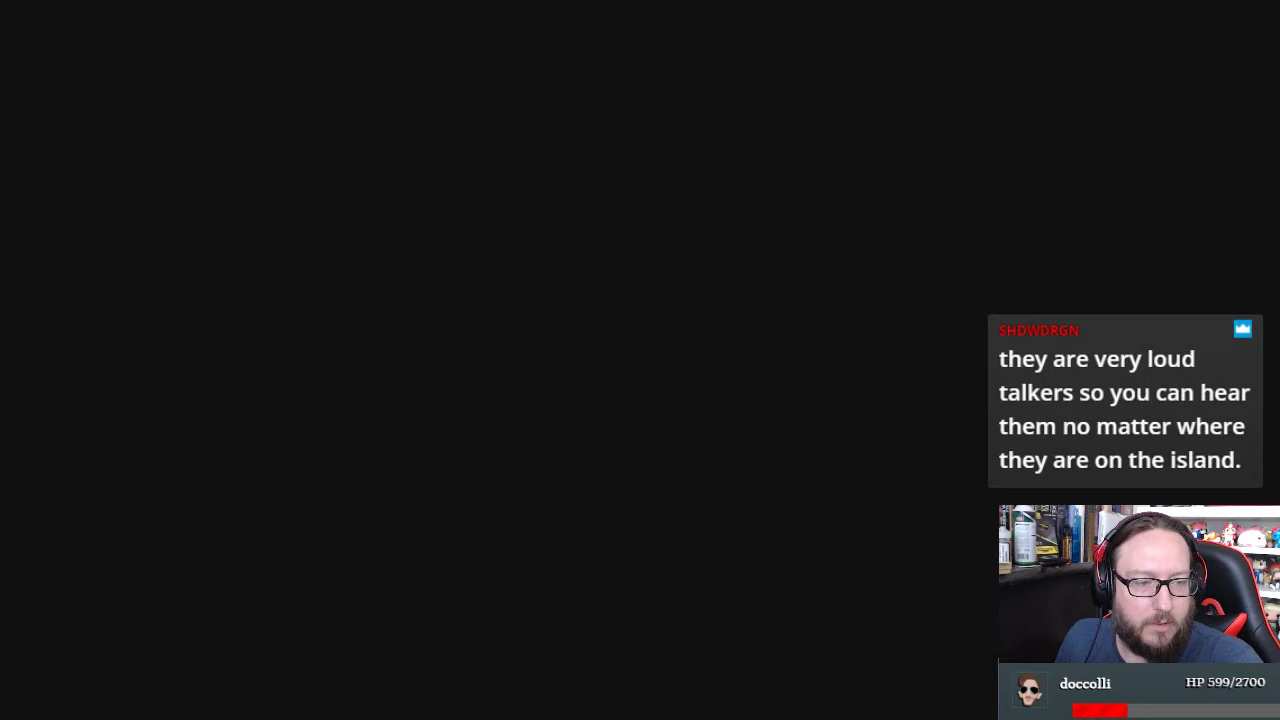 SHDWDRGN
they are very loud
talkers so you can hear
them no matter where
they are on the island.
doccolli
HP 599/2700